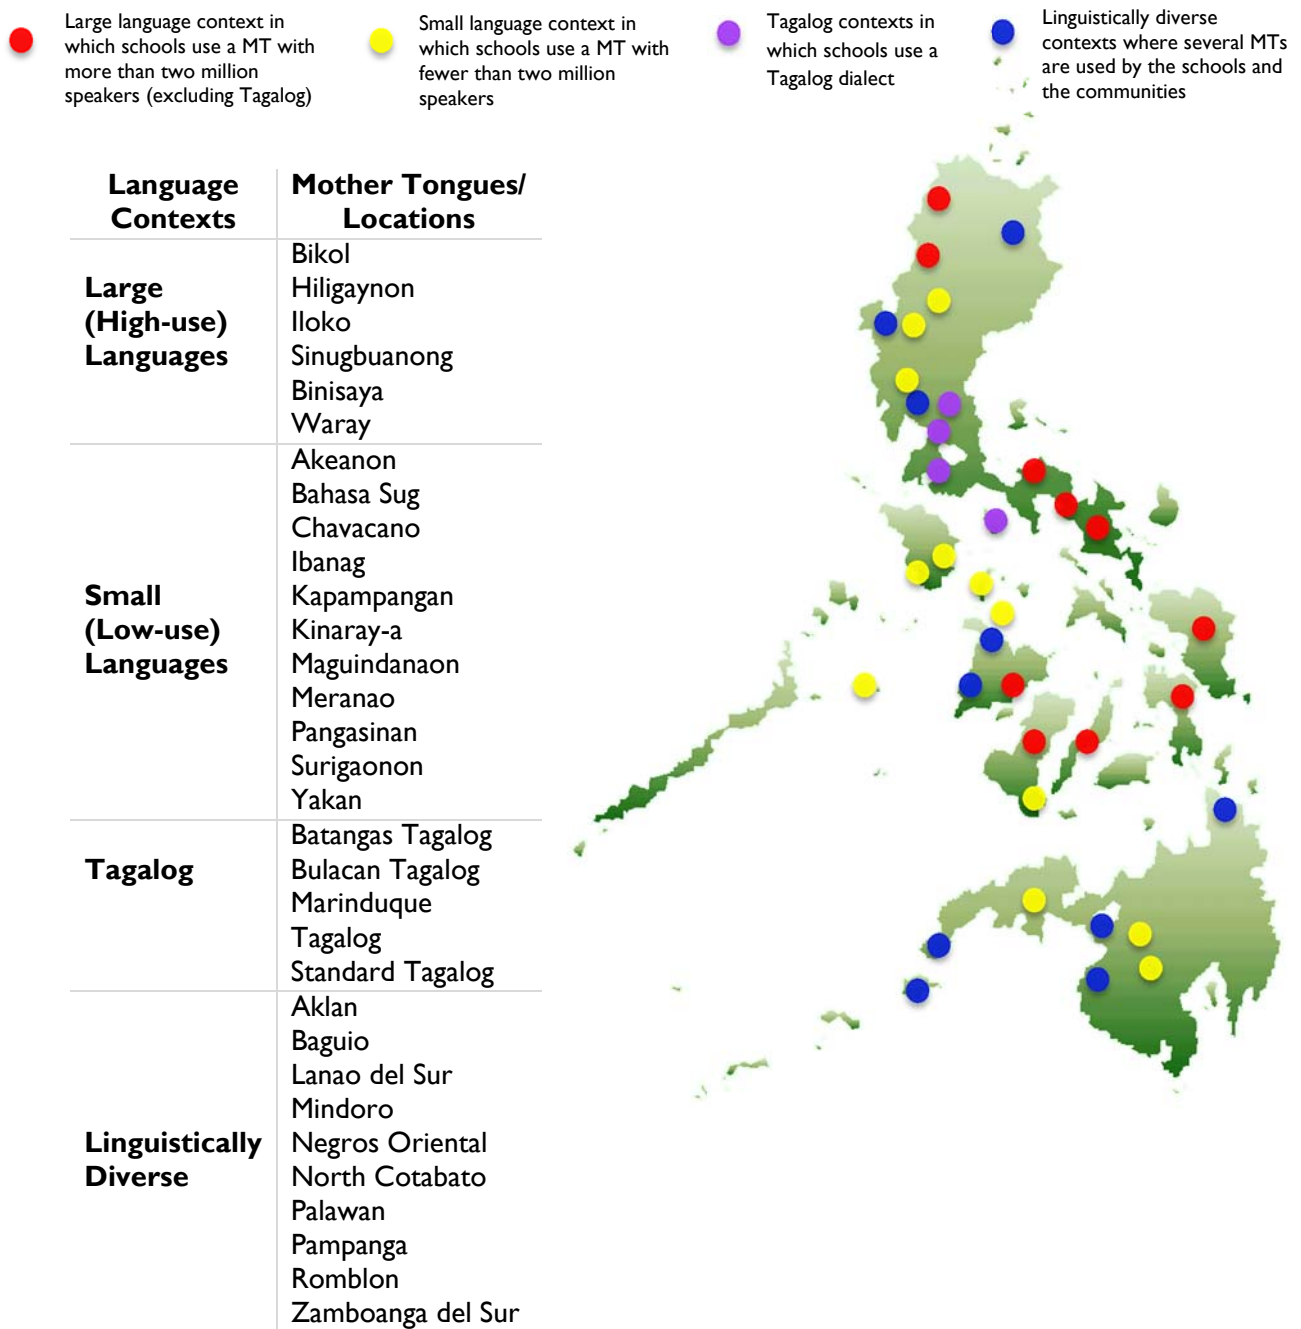 Large language context in
which schools use a MT with
more than two million
speakers (excluding Tagalog)
Small language context in
which schools use a MT with
fewer than two million
speakers
Tagalog contexts in
which schools use a
Tagalog dialect
Linguistically diverse
contexts where several MTs
are used by the schools and
the communities
Language
Contexts
Mother Tongues/
Locations
Large
(High-use)
Languages
Bikol
Hiligaynon
Iloko
Sinugbuanong
Binisaya
Waray
Small
(Low-use)
Languages
Akeanon
Bahasa Sug
Chavacano
Ibanag
Kapampangan
Kinaray-a
Maguindanaon
Meranao
Pangasinan
Surigaonon
Yakan
Tagalog
Batangas Tagalog
Bulacan Tagalog
Marinduque
Tagalog
Standard Tagalog
Linguistically
Diverse
Aklan
Baguio
Lanao del Sur
Mindoro
Negros Oriental
North Cotabato
Palawan
Pampanga
Romblon
Zamboanga del Sur